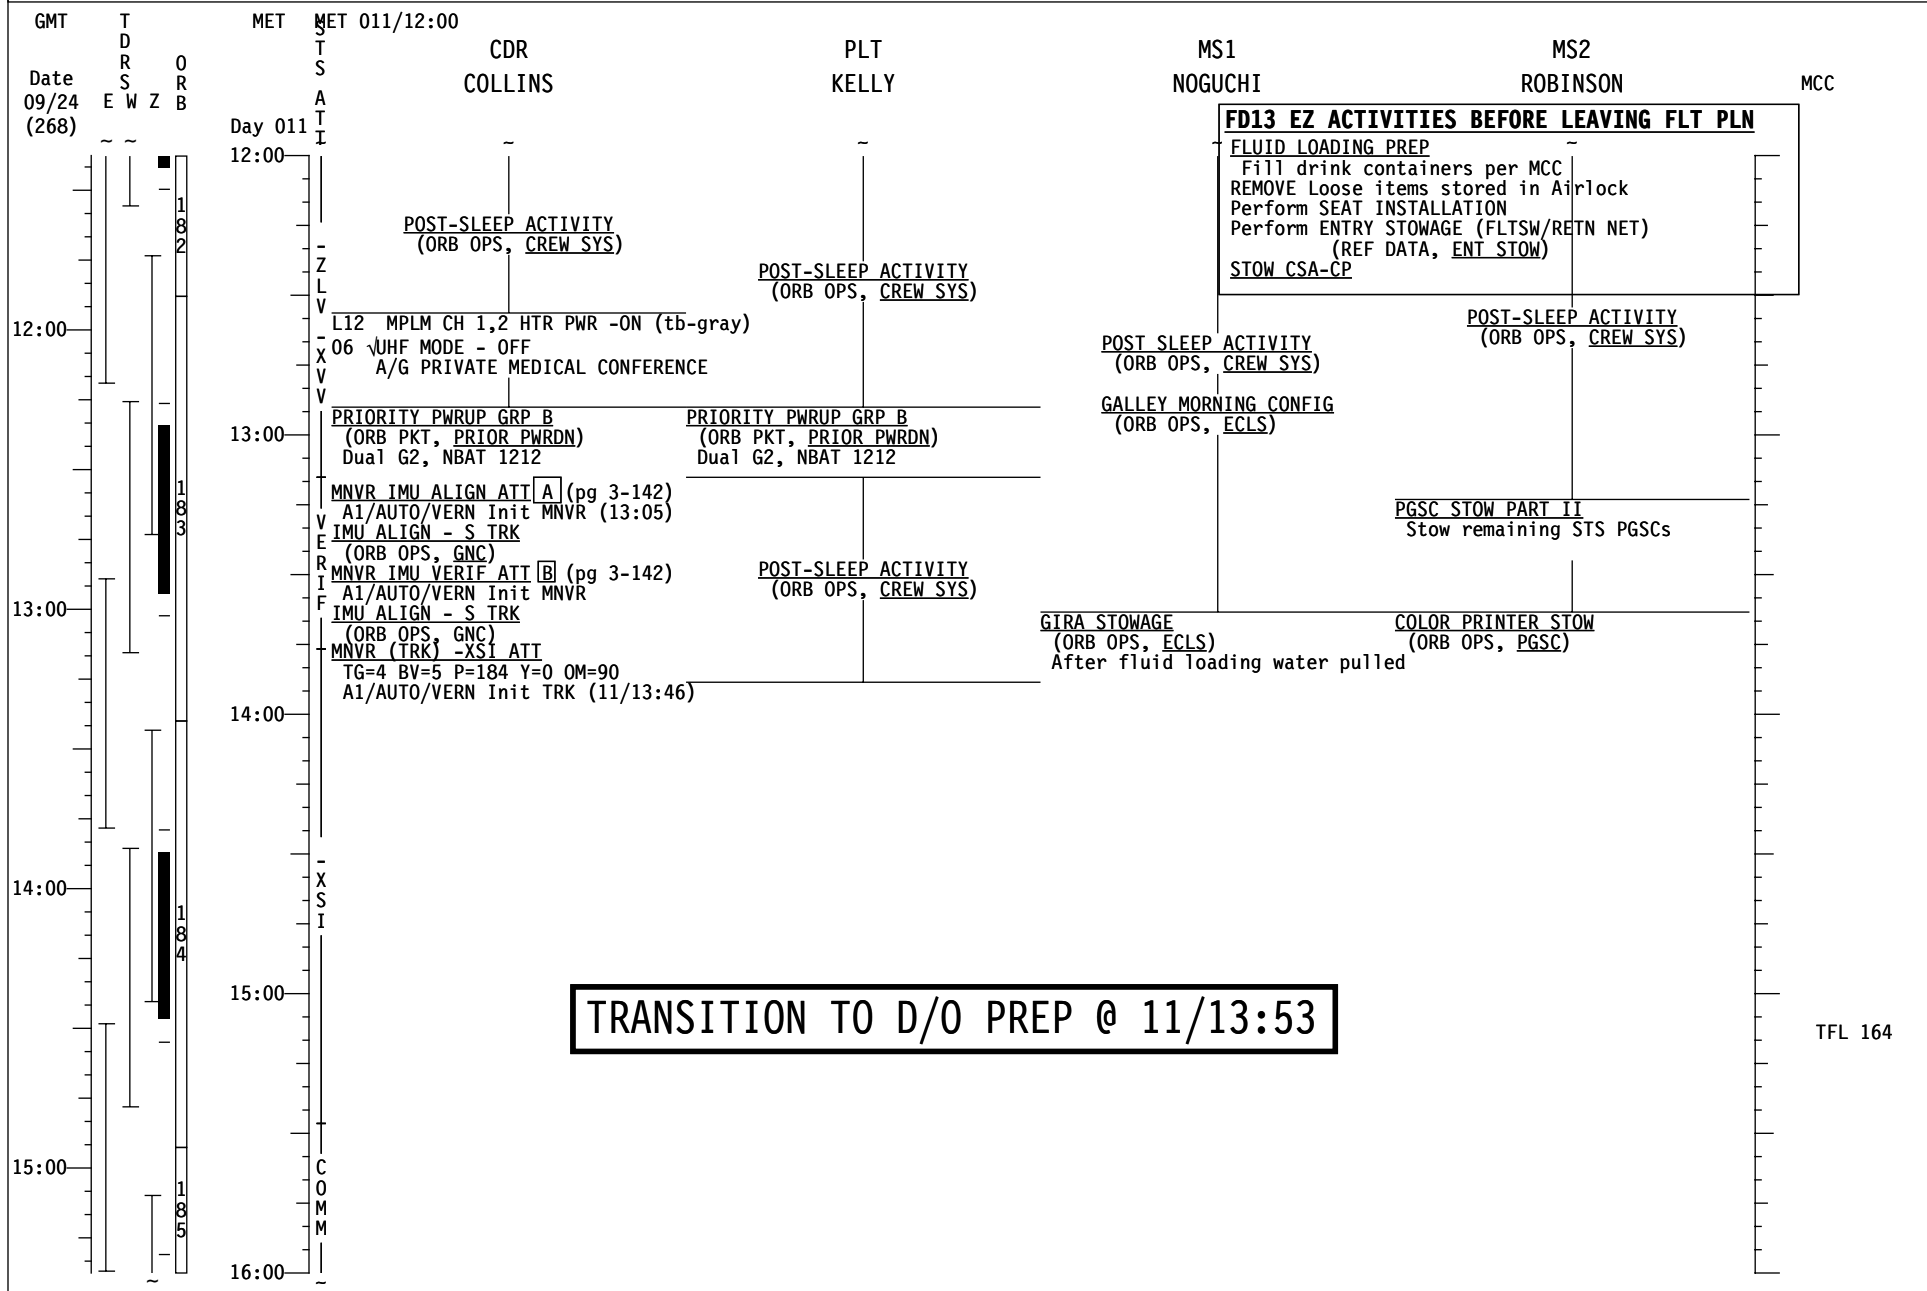 GMT
TDRS
ORB
MET
MET 011/12:00
STS ATT
CDR
PLT
MS1
MS2
COLLINS
KELLY
NOGUCHI
ROBINSON
MCC
Date
09/24
(268)
E W Z
Day 011
FD13 EZ ACTIVITIES BEFORE LEAVING FLT PLN
FLUID LOADING PREP
Fill drink containers per MCC
REMOVE Loose items stored in Airlock
Perform SEAT INSTALLATION
Perform ENTRY STOWAGE (FLTSW/RETN NET)
(REF DATA, ENT STOW)
STOW CSA-CP
~ ~ ~ ~ ~ ~
12:00
13:00
14:00
15:00
12:00
13:00
14:00
15:00
16:00
182
183
184
185
-ZLV
-XVV
VERIF
-XSI
COMM
~ ~
POST-SLEEP ACTIVITY
(ORB OPS, CREW SYS)
L12 MPLM CH 1,2 HTR PWR -ON (tb-gray)
O6 √UHF MODE - OFF
A/G PRIVATE MEDICAL CONFERENCE
PRIORITY PWRUP GRP B
(ORB PKT, PRIOR PWRDN)
Dual G2, NBAT 1212
MNVR IMU ALIGN ATT A (pg 3-142)
A1/AUTO/VERN Init MNVR (13:05)
IMU ALIGN - S TRK
(ORB OPS, GNC)
MNVR IMU VERIF ATT B (pg 3-142)
A1/AUTO/VERN Init MNVR
IMU ALIGN - S TRK
(ORB OPS, GNC)
MNVR (TRK) -XSI ATT
TG=4 BV=5 P=184 Y=0 OM=90
A1/AUTO/VERN Init TRK (11/13:46)
POST-SLEEP ACTIVITY
(ORB OPS, CREW SYS)
PRIORITY PWRUP GRP B
(ORB PKT, PRIOR PWRDN)
Dual G2, NBAT 1212
POST-SLEEP ACTIVITY
(ORB OPS, CREW SYS)
POST SLEEP ACTIVITY
(ORB OPS, CREW SYS)
GALLEY MORNING CONFIG
(ORB OPS, ECLS)
GIRA STOWAGE
(ORB OPS, ECLS)
After fluid loading water pulled
POST-SLEEP ACTIVITY
(ORB OPS, CREW SYS)
PGSC STOW PART II
Stow remaining STS PGSCs
COLOR PRINTER STOW
(ORB OPS, PGSC)
TRANSITION TO D/O PREP @ 11/13:53
TFL 164